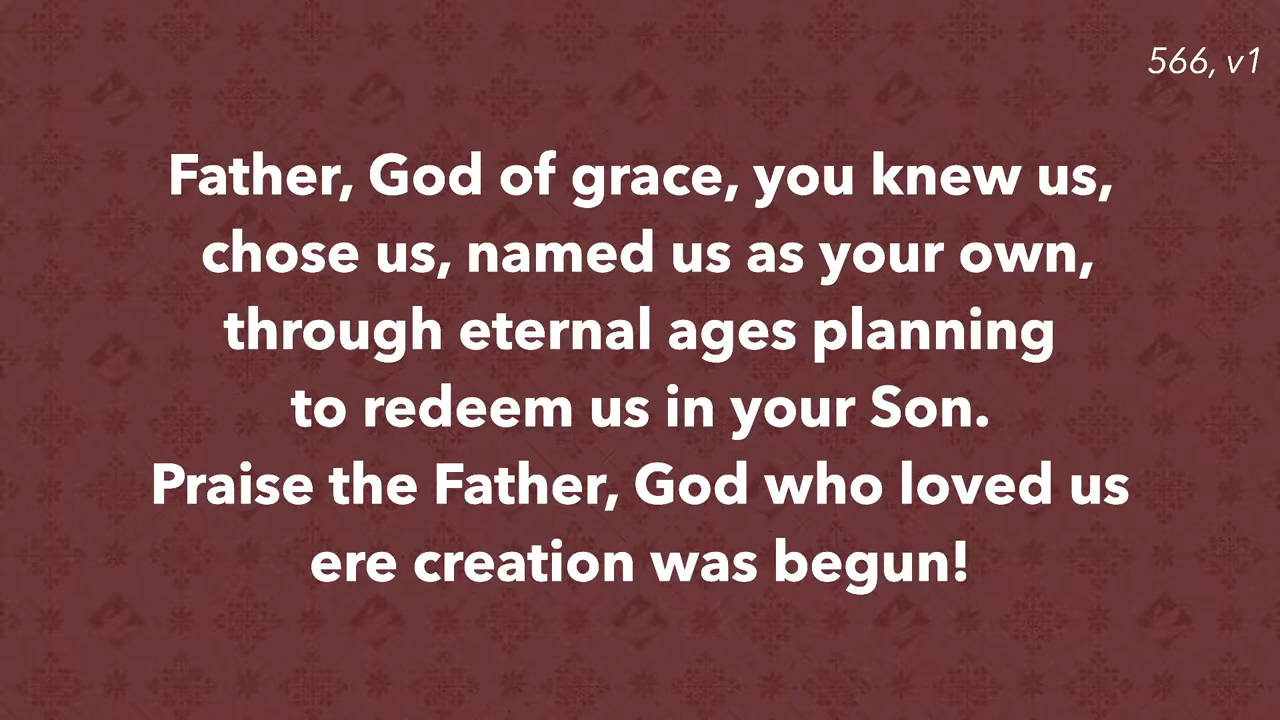 566, v1
Father, God of grace, you knew us,
chose us, named us as your own,
through eternal ages planning
to redeem us in your Son.
Praise the Father, God who loved us
ere creation was begun!